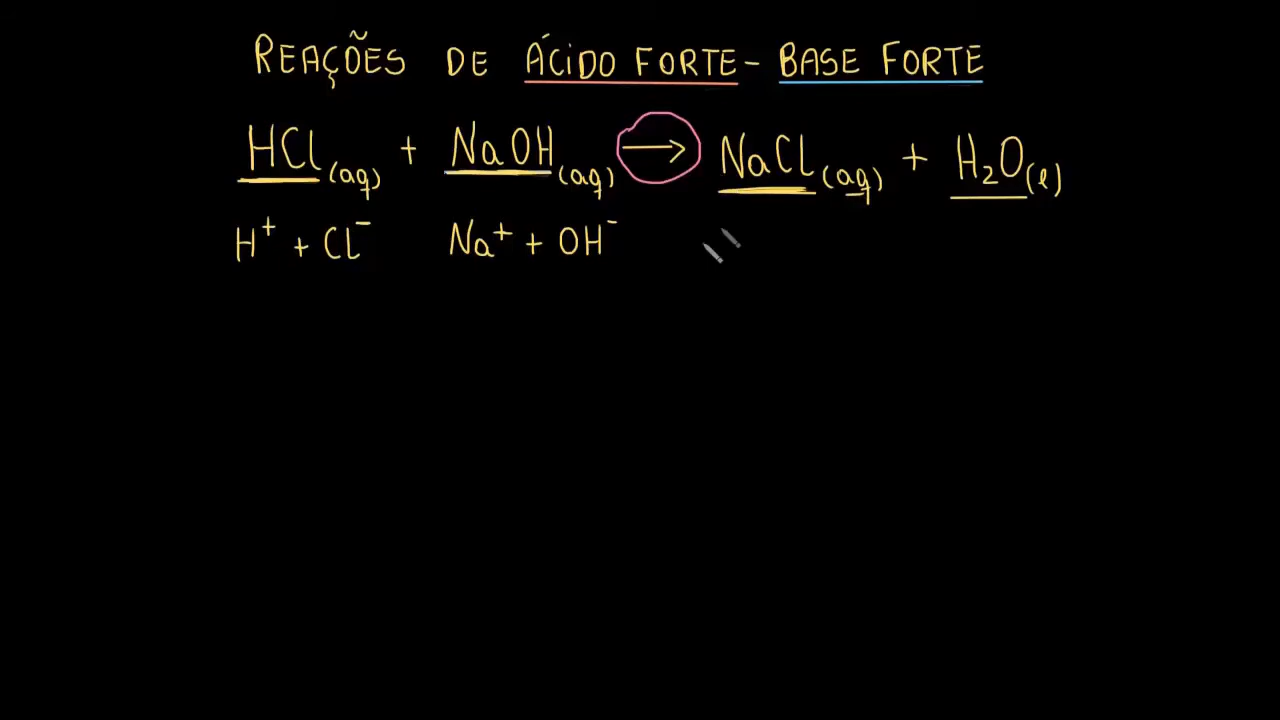 REAÇÕES DE ÁCIDO FORTE - BASE FORTE
HCl(aq) + NaOH(aq) → NaCl(aq) + H₂O(l)
H⁺ + Cl⁻ Na⁺ + OH⁻